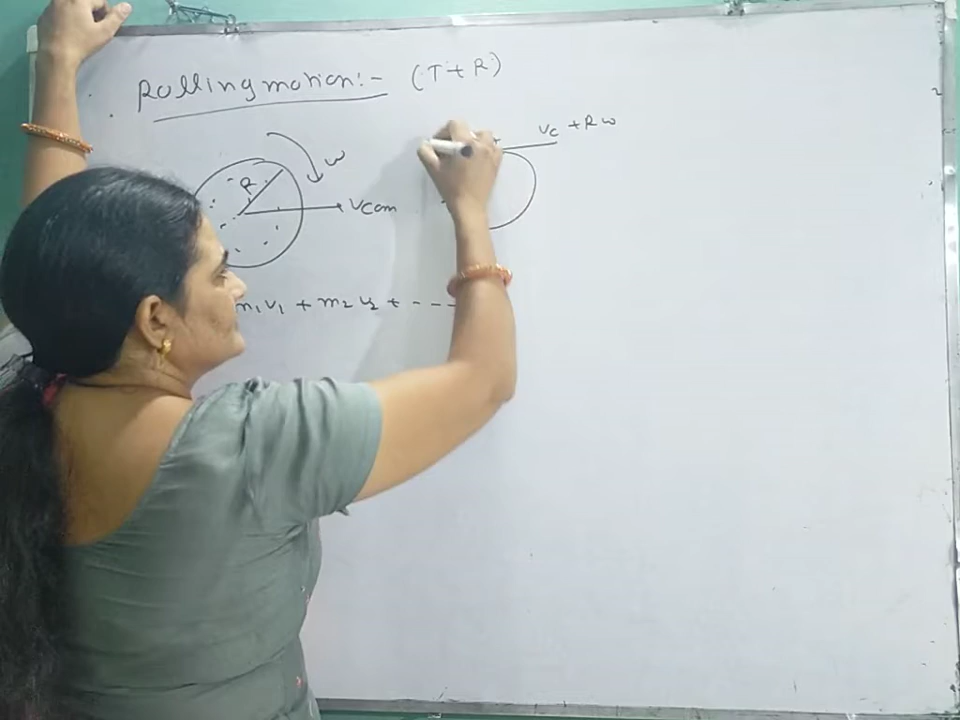 Rolling motion:- (T+R)
Vc + Rω
ω
R
Vcom
m₁v₁ + m₂v₂ + ----